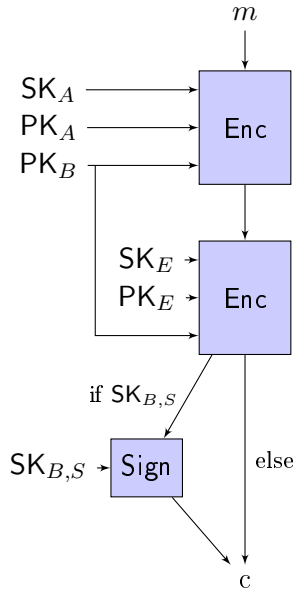 m
SK_A
PK_A
Enc
PK_B
SK_E
PK_E
Enc
if SK_{B,S}
else
SK_{B,S}
Sign
c